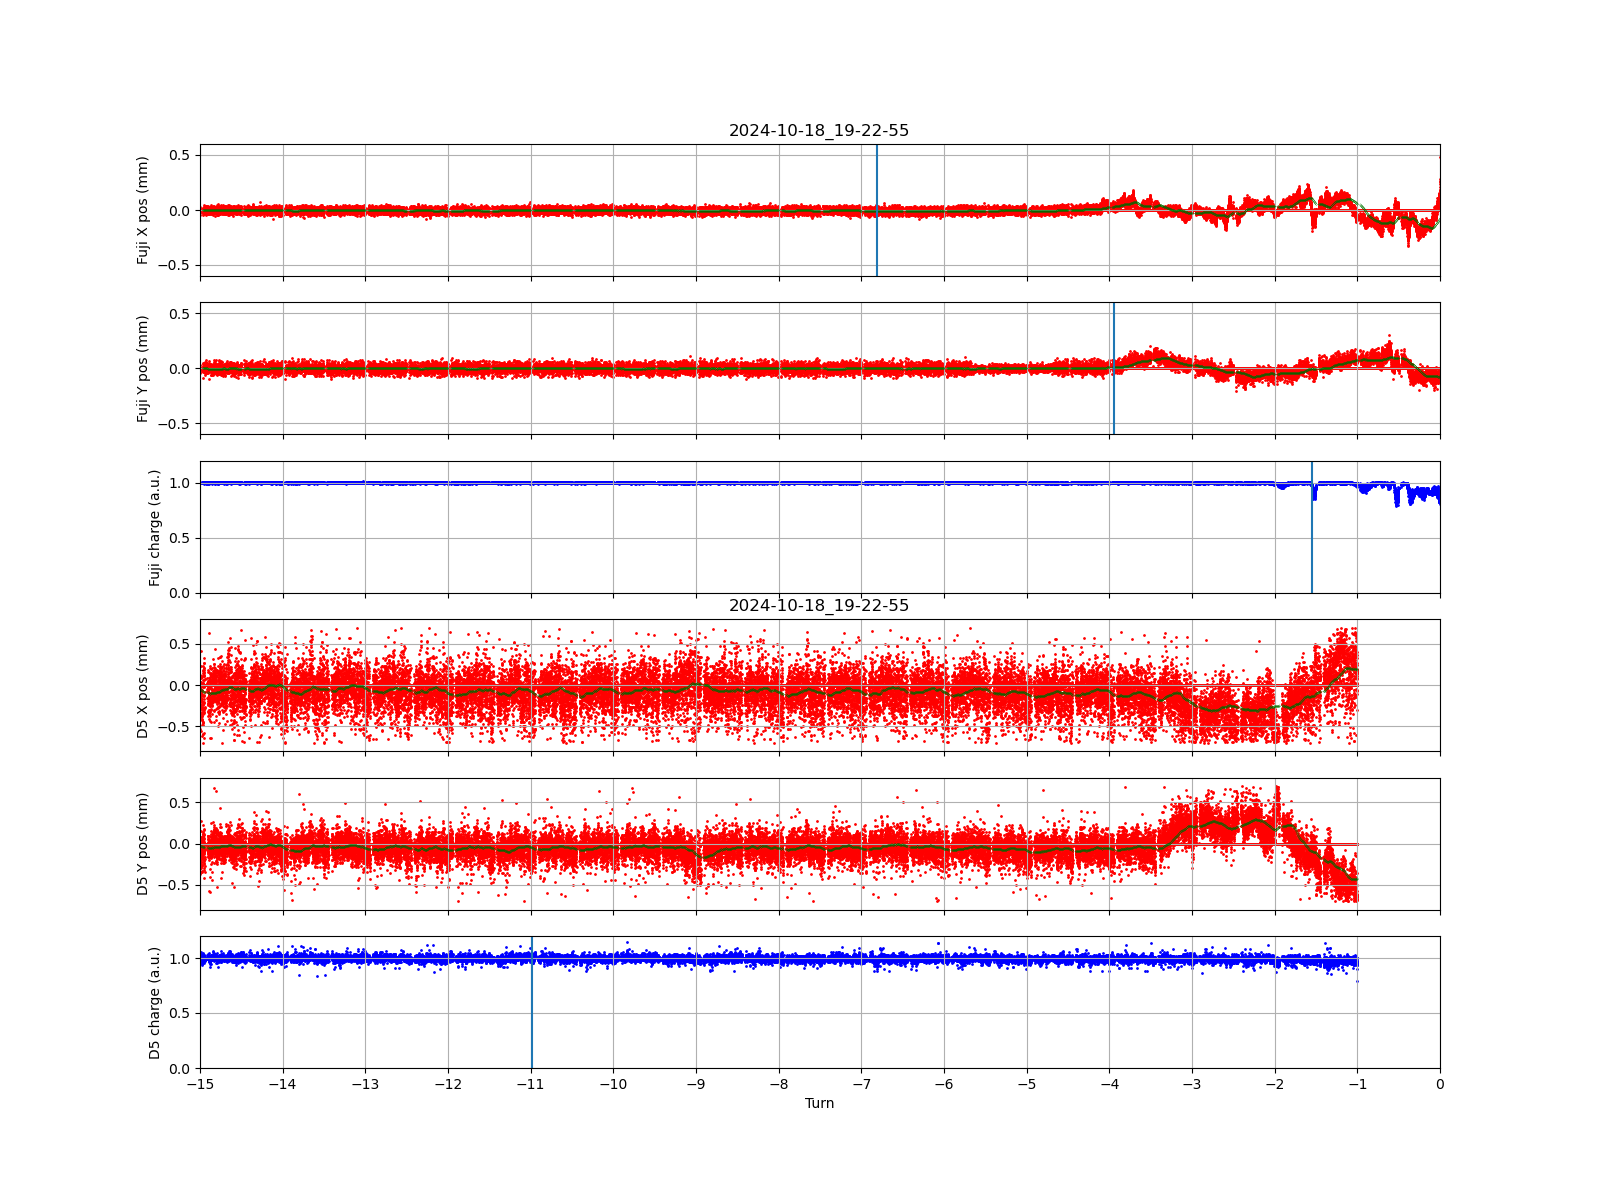 2024-10-18_19-22-55
Fuji X pos (mm)
0.5
0.0
−0.5
Fuji Y pos (mm)
0.5
0.0
−0.5
Fuji charge (a.u.)
1.0
0.5
0.0
2024-10-18_19-22-55
D5 X pos (mm)
0.5
0.0
−0.5
D5 Y pos (mm)
0.5
0.0
−0.5
D5 charge (a.u.)
1.0
0.5
0.0
−15 −14 −13 −12 −11 −10 −9 −8 −7 −6 −5 −4 −3 −2 −1 0
Turn